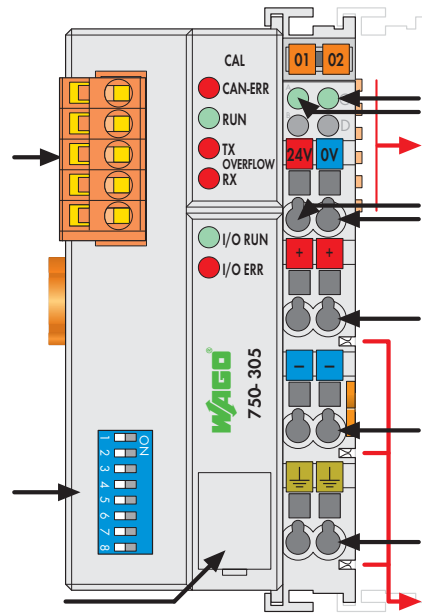 CAL
CAN-ERR
RUN
TX
OVERFLOW
RX
I/O RUN
I/O ERR
WAGO®
750-305
ON
1 2 3 4 5 6 7 8
01 02
A C
B D
24V 0V
+ +
− −